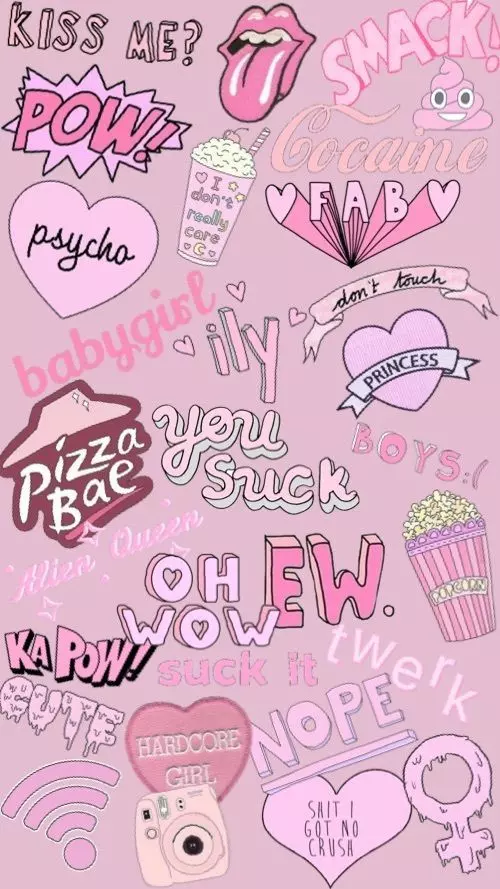 KISS ME?
SMACK!
POW!
Cocaine
I
don't
really
care
FAB
psycho
don't touch
babygirl
ily
PRINCESS
you
suck
BOYS:(
Pizza
Bae
'Alien Queen'
POPCORN
OH
WOW
EW.
KAPOW!
suck it
twerk
CUTE
NOPE
HARDCORE
GIRL
SHIT I
GOT NO
CRUSH